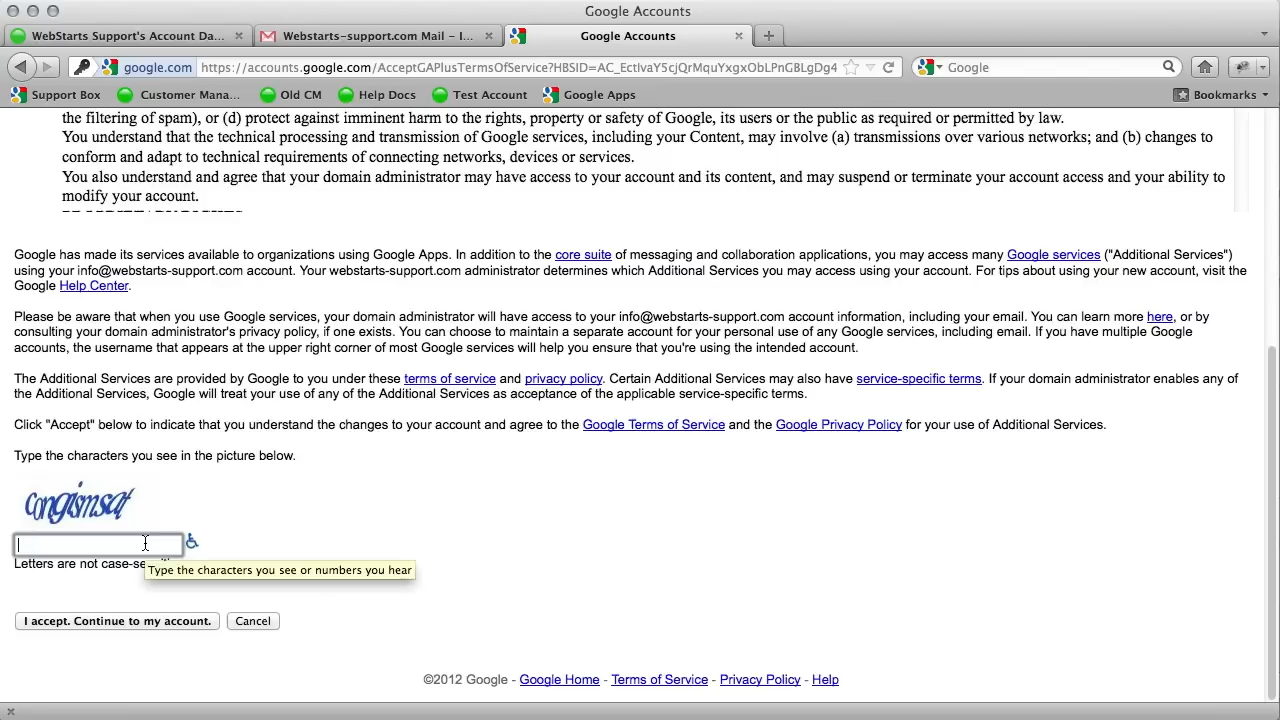 Google Accounts
WebStarts Support's Account Da...
Webstarts-support.com Mail – I...
Google Accounts
google.com
https://accounts.google.com/AcceptGAPlusTermsOfService?HBSID=AC_EctIvaY5cjQrMquYxgxObLPnGBLgDg4
Google
Support Box
Customer Mana...
Old CM
Help Docs
Test Account
Google Apps
Bookmarks
the filtering of spam), or (d) protect against imminent harm to the rights, property or safety of Google, its users or the public as required or permitted by law.
You understand that the technical processing and transmission of Google services, including your Content, may involve (a) transmissions over various networks; and (b) changes to
conform and adapt to technical requirements of connecting networks, devices or services.
You also understand and agree that your domain administrator may have access to your account and its content, and may suspend or terminate your account access and your ability to
modify your account.
Google has made its services available to organizations using Google Apps. In addition to the core suite of messaging and collaboration applications, you may access many Google services ("Additional Services")
using your info@webstarts-support.com account. Your webstarts-support.com administrator determines which Additional Services you may access using your account. For tips about using your new account, visit the
Google Help Center.
Please be aware that when you use Google services, your domain administrator will have access to your info@webstarts-support.com account information, including your email. You can learn more here, or by
consulting your domain administrator's privacy policy, if one exists. You can choose to maintain a separate account for your personal use of any Google services, including email. If you have multiple Google
accounts, the username that appears at the upper right corner of most Google services will help you ensure that you're using the intended account.
The Additional Services are provided by Google to you under these terms of service and privacy policy. Certain Additional Services may also have service-specific terms. If your domain administrator enables any of
the Additional Services, Google will treat your use of any of the Additional Services as acceptance of the applicable service-specific terms.
Click "Accept" below to indicate that you understand the changes to your account and agree to the Google Terms of Service and the Google Privacy Policy for your use of Additional Services.
Type the characters you see in the picture below.
Letters are not case-se
Type the characters you see or numbers you hear
I accept. Continue to my account.
Cancel
©2012 Google - Google Home - Terms of Service - Privacy Policy - Help